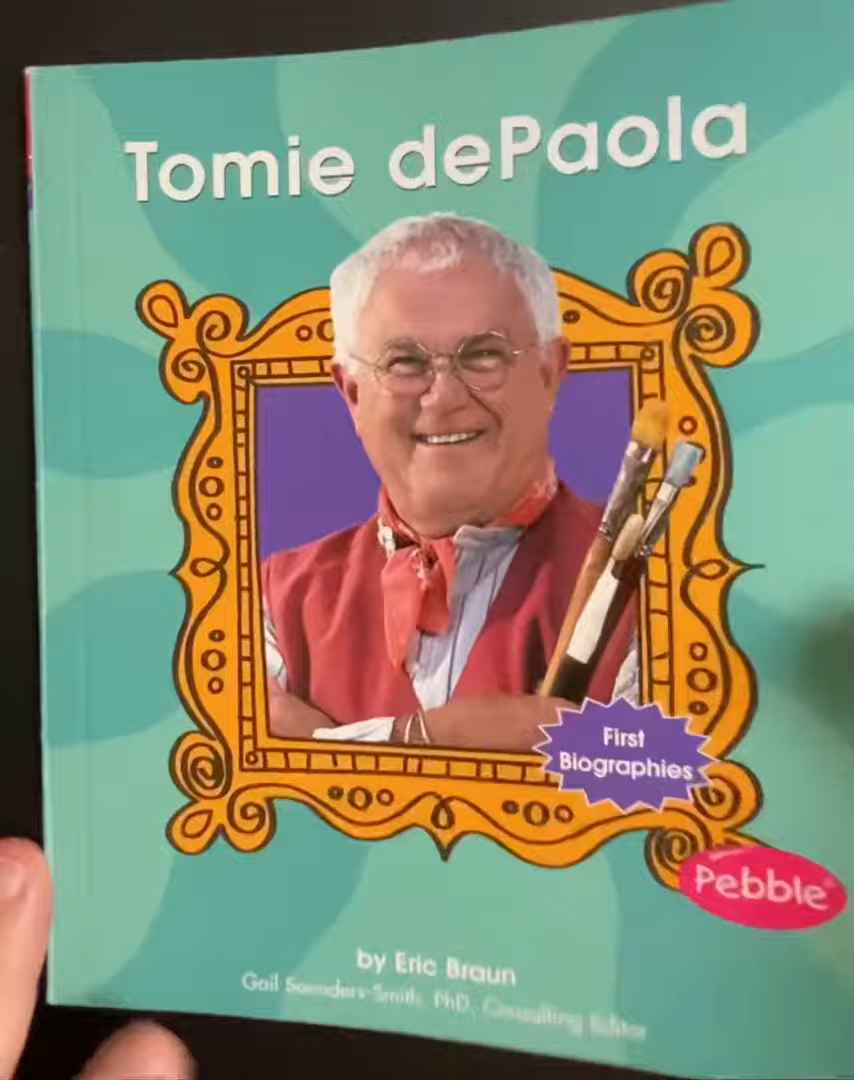 Tomie dePaola
First
Biographies
Pebble®
by Eric Braun
Gail Saunders-Smith, PhD, Consulting Editor